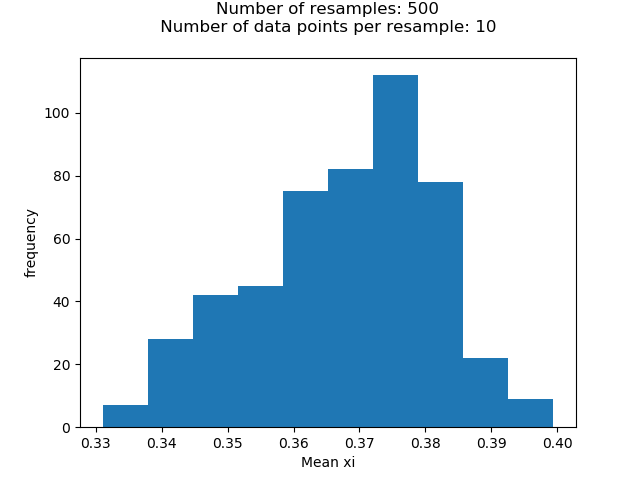 Number of resamples: 500
Number of data points per resample: 10
100
80
60
40
20
0
frequency
0.33 0.34 0.35 0.36 0.37 0.38 0.39 0.40
Mean xi